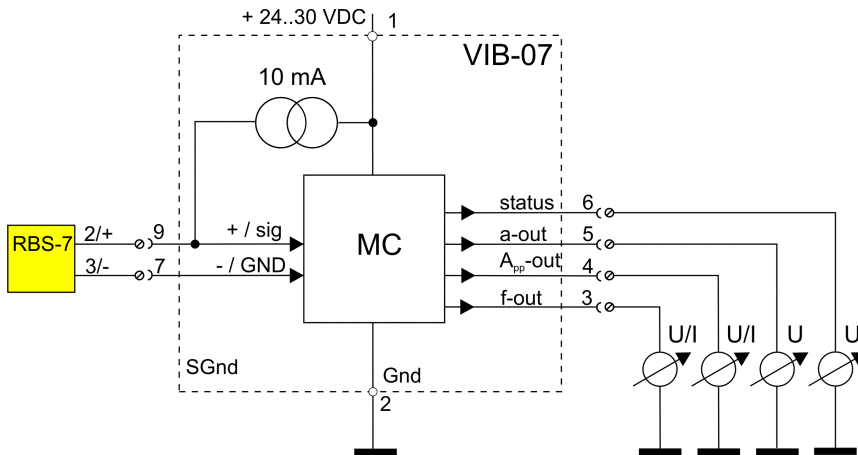 + 24..30 VDC 1
VIB-07
10 mA
RBS-7
2/+ 9
3/- 7
+ / sig
- / GND
MC
status 6
a-out 5
App-out 4
f-out 3
U/I U/I U U
SGnd
Gnd
2